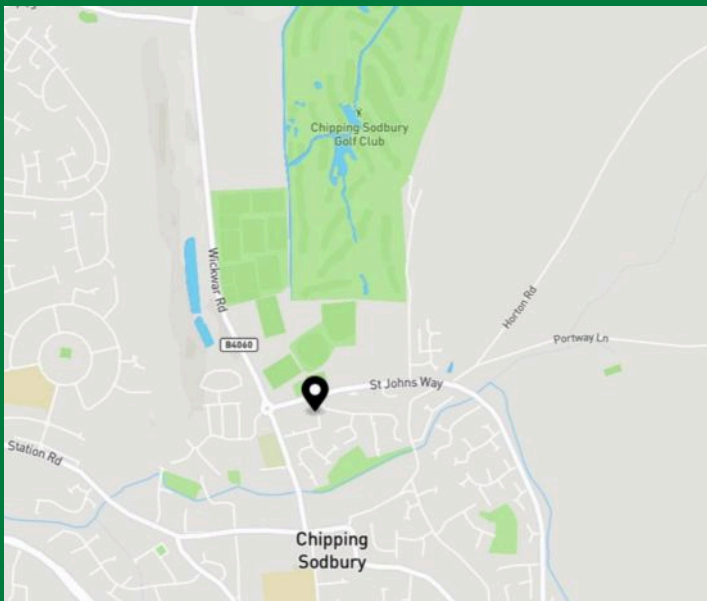 Chipping Sodbury
Golf Club
Wickwar Rd
Horton Rd
B4060
Portway Ln
St Johns Way
Station Rd
Chipping
Sodbury